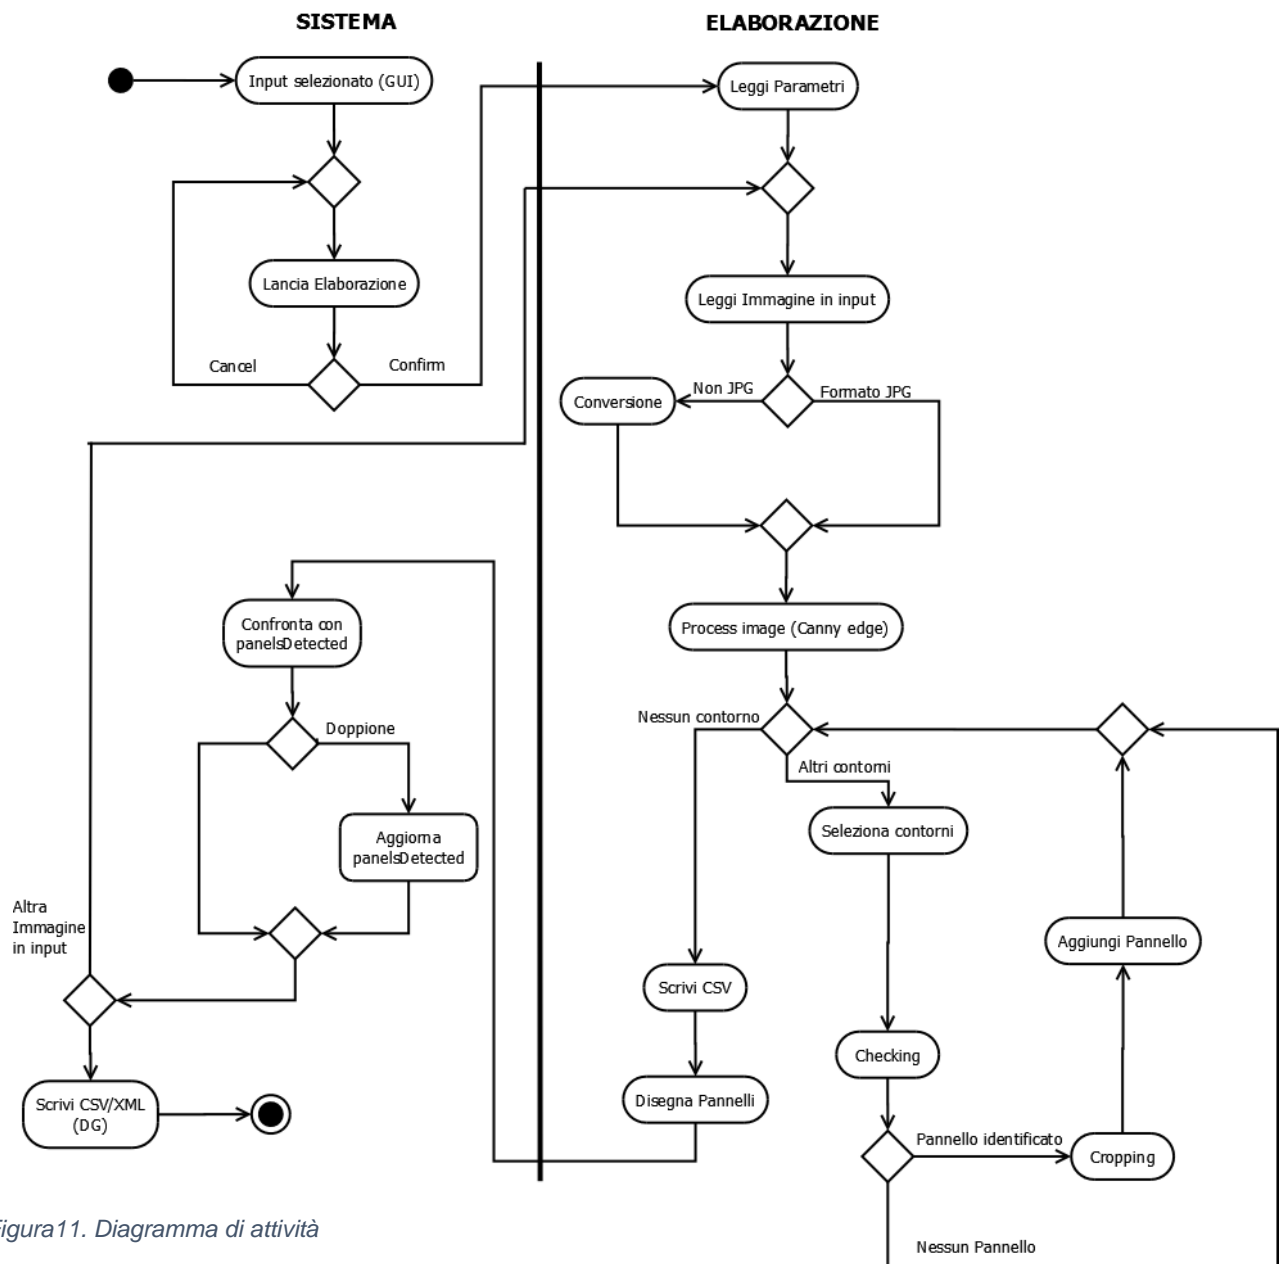 SISTEMA
ELABORAZIONE
Input selezionato (GUI)
Lancia Elaborazione
Cancel
Confirm
Leggi Parametri
Leggi Immagine in input
Non JPG
Formato JPG
Conversione
Process image (Canny edge)
Nessun contorno
Altri contorni
Seleziona contorni
Checking
Pannello identificato
Nessun Pannello
Cropping
Aggiungi Pannello
Scrivi CSV
Disegna Pannelli
Confronta con
panelsDetected
Doppione
Aggiorna
panelsDetected
Altra
Immagine
in input
Scrivi CSV/XML
(DG)
igura11. Diagramma di attività